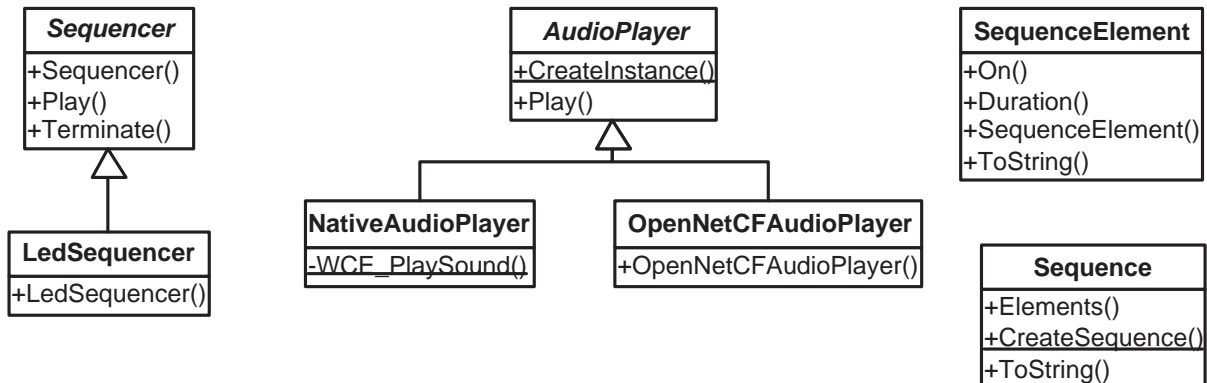 Sequencer
+Sequencer()
+Play()
+Terminate()
LedSequencer
+LedSequencer()
AudioPlayer
+CreateInstance()
+Play()
NativeAudioPlayer
-WCE_PlaySound()
OpenNetCFAudioPlayer
+OpenNetCFAudioPlayer()
SequenceElement
+On()
+Duration()
+SequenceElement()
+ToString()
Sequence
+Elements()
+CreateSequence()
+ToString()